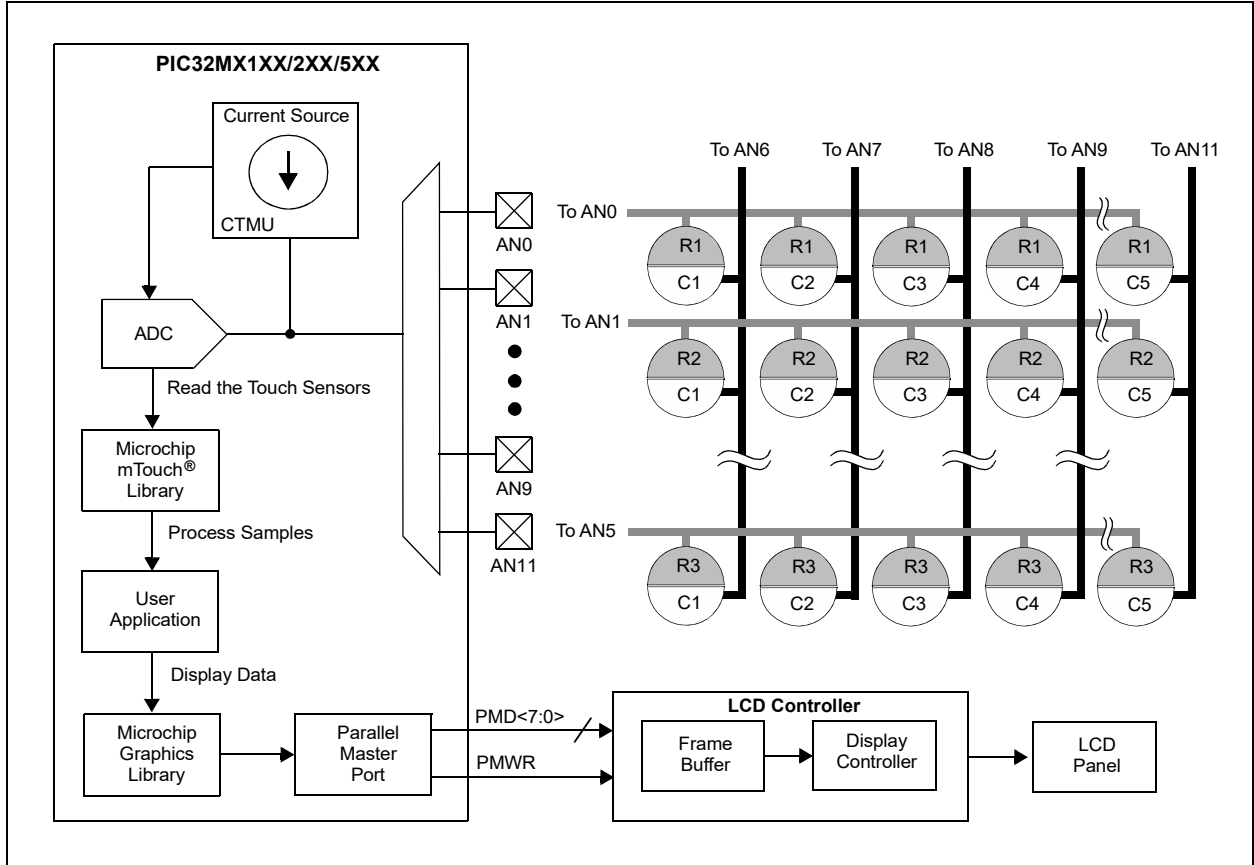 PIC32MX1XX/2XX/5XX
Current Source
CTMU
ADC
Read the Touch Sensors
Microchip
mTouch®
Library
Process Samples
User
Application
Display Data
Microchip
Graphics
Library
Parallel
Master
Port
AN0
AN1
AN9
AN11
To AN6
To AN7
To AN8
To AN9
To AN11
To AN0
R1 R1 R1 R1 R1
C1 C2 C3 C4 C5
To AN1
R2 R2 R2 R2 R2
C1 C2 C3 C4 C5
To AN5
R3 R3 R3 R3 R3
C1 C2 C3 C4 C5
PMD<7:0>
PMWR
LCD Controller
Frame
Buffer
Display
Controller
LCD
Panel